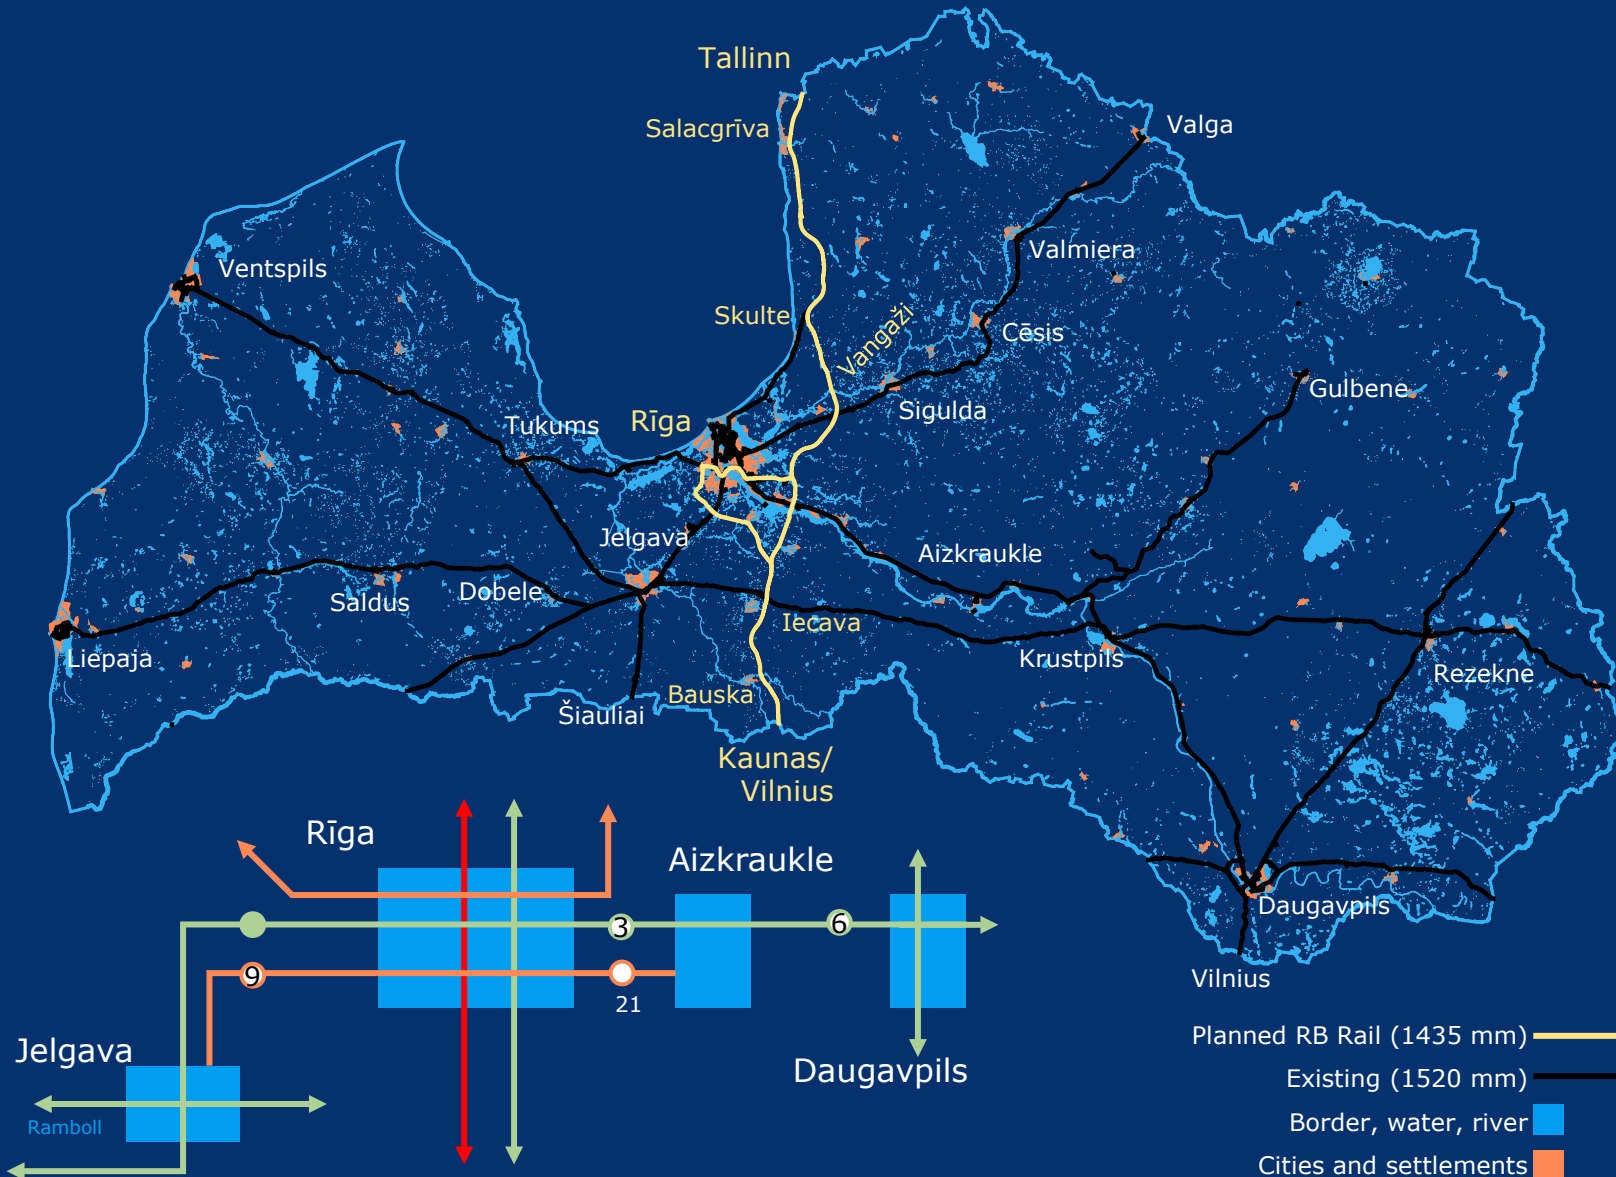 Tallinn
Salacgrīva
Valga
Valmiera
Ventspils
Skulte
Vangaži
Cēsis
Gulbene
Sigulda
Rīga
Tukums
Jelgava
Aizkraukle
Saldus
Dobele
Iecava
Liepaja
Krustpils
Rezekne
Bauska
Šiauliai
Kaunas/
Vilnius
Daugavpils
Vilnius
Rīga
Aizkraukle
3
6
9
21
Jelgava
Daugavpils
Ramboll
Planned RB Rail (1435 mm)
Existing (1520 mm)
Border, water, river
Cities and settlements